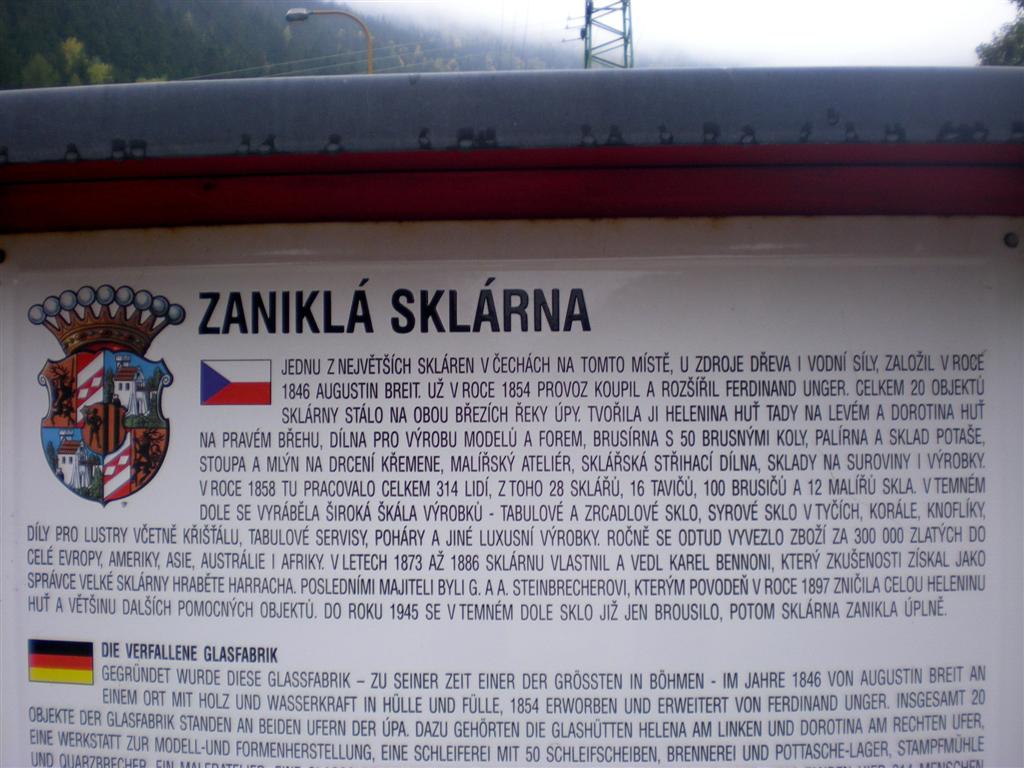 ZANIKLÁ SKLÁRNA
JEDNU Z NEJVĚTŠÍCH SKLÁREN V ČECHÁCH NA TOMTO MÍSTĚ, U ZDROJE DŘEVA I VODNÍ SÍLY, ZALOŽIL V ROCE
1846 AUGUSTIN BREIT. UŽ V ROCE 1854 PROVOZ KOUPIL A ROZŠÍŘIL FERDINAND UNGER. CELKEM 20 OBJEKTŮ
SKLÁRNY STÁLO NA OBOU BŘEZÍCH ŘEKY ÚPY. TVOŘILA JI HELENINA HUŤ TADY NA LEVÉM A DOROTINA HUŤ
NA PRAVÉM BŘEHU, DÍLNA PRO VÝROBU MODELŮ A FOREM, BRUSÍRNA S 50 BRUSNÝMI KOLY, PALÍRNA A SKLAD POTAŠE,
STOUPA A MLÝN NA DRCENÍ KŘEMENE, MALÍŘSKÝ ATELIÉR, SKLÁŘSKÁ STŘIHACÍ DÍLNA, SKLADY NA SUROVINY I VÝROBKY.
V ROCE 1858 TU PRACOVALO CELKEM 314 LIDÍ, Z TOHO 28 SKLÁŘŮ, 16 TAVIČŮ, 100 BRUSIČŮ A 12 MALÍŘŮ SKLA. V TEMNÉM
DOLE SE VYRÁBĚLA ŠIROKÁ ŠKÁLA VÝROBKŮ - TABULOVÉ A ZRCADLOVÉ SKLO, SYROVÉ SKLO V TYČÍCH, KORÁLE, KNOFLÍKY,
DÍLY PRO LUSTRY VČETNĚ KŘIŠŤÁLU, TABULOVÉ SERVISY, POHÁRY A JINÉ LUXUSNÍ VÝROBKY. ROČNĚ SE ODTUD VYVEZLO ZBOŽÍ ZA 300 000 ZLATÝCH DO
CELÉ EVROPY, AMERIKY, ASIE, AUSTRÁLIE I AFRIKY. V LETECH 1873 AŽ 1886 SKLÁRNU VLASTNIL A VEDL KAREL BENNONI, KTERÝ ZKUŠENOSTI ZÍSKAL JAKO
SPRÁVCE VELKÉ SKLÁRNY HRABĚTE HARRACHA. POSLEDNÍMI MAJITELI BYLI G. A A. STEINBRECHEROVI, KTERÝM POVODEŇ V ROCE 1897 ZNIČILA CELOU HELENINU
HUŤ A VĚTŠINU DALŠÍCH POMOCNÝCH OBJEKTŮ. DO ROKU 1945 SE V TEMNÉM DOLE SKLO JIŽ JEN BROUSILO, POTOM SKLÁRNA ZANIKLA ÚPLNĚ.
DIE VERFALLENE GLASFABRIK
GEGRÜNDET WURDE DIESE GLASSFABRIK – ZU SEINER ZEIT EINER DER GRÖSSTEN IN BÖHMEN - IM JAHRE 1846 VON AUGUSTIN BREIT AN
EINEM ORT MIT HOLZ UND WASSERKRAFT IN HÜLLE UND FÜLLE, 1854 ERWORBEN UND ERWEITERT VON FERDINAND UNGER. INSGESAMT 20
OBJEKTE DER GLASFABRIK STANDEN AN BEIDEN UFERN DER ÚPA. DAZU GEHÖRTEN DIE GLASHÜTTEN HELENA AM LINKEN UND DOROTINA AM RECHTEN UFER,
EINE WERKSTATT ZUR MODELL-UND FORMENHERSTELLUNG, EINE SCHLEIFEREI MIT 50 SCHLEIFSCHEIBEN, BRENNEREI UND POTTASCHE-LAGER, STAMPFMÜHLE
UND QUARZBRECHER, EIN MALERATELIER,